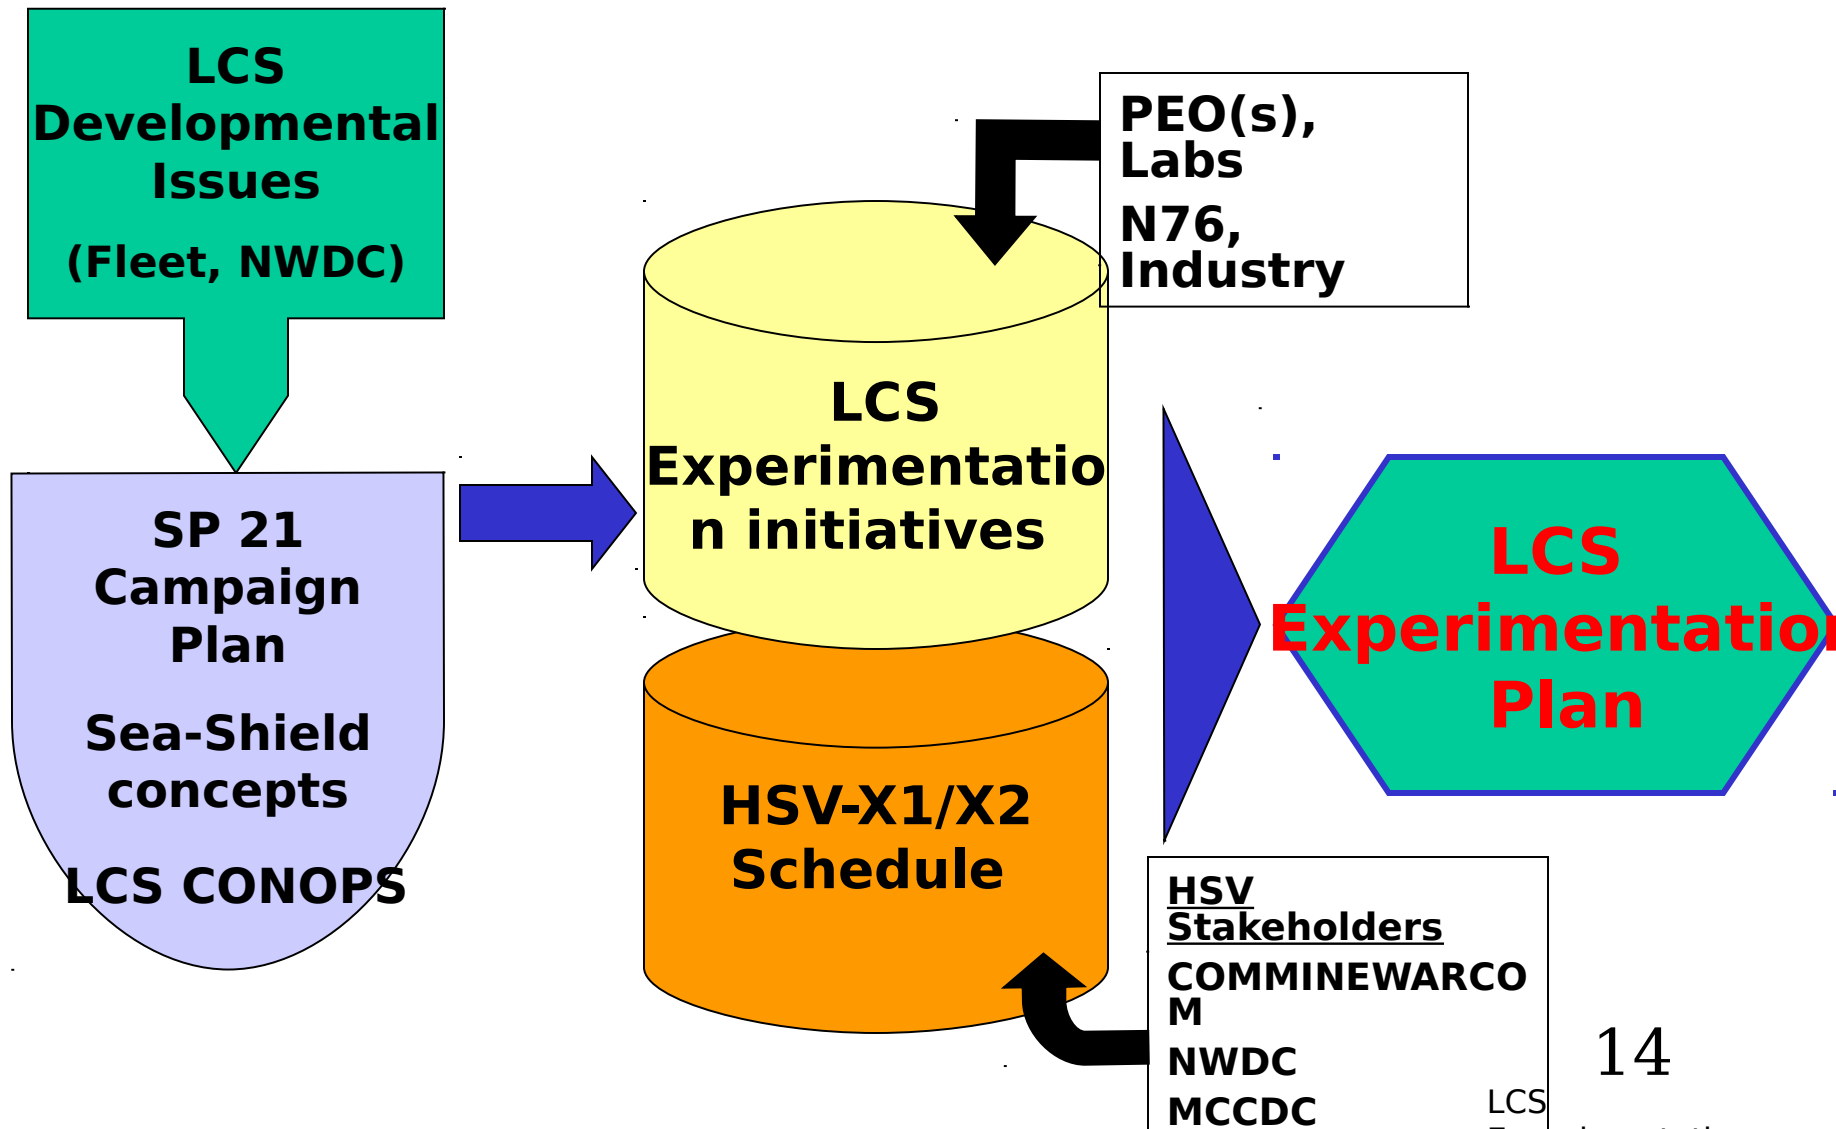 LCS
Developmental
Issues
(Fleet, NWDC)
SP 21
Campaign
Plan
Sea-Shield
concepts
LCS CONOPS
PEO(s),
Labs
N76,
Industry
LCS
Experimentatio
n initiatives
HSV-X1/X2
Schedule
LCS
Experimentation
Plan
HSV
Stakeholders
COMMINEWARCO
M
NWDC
MCCDC
14
LCS